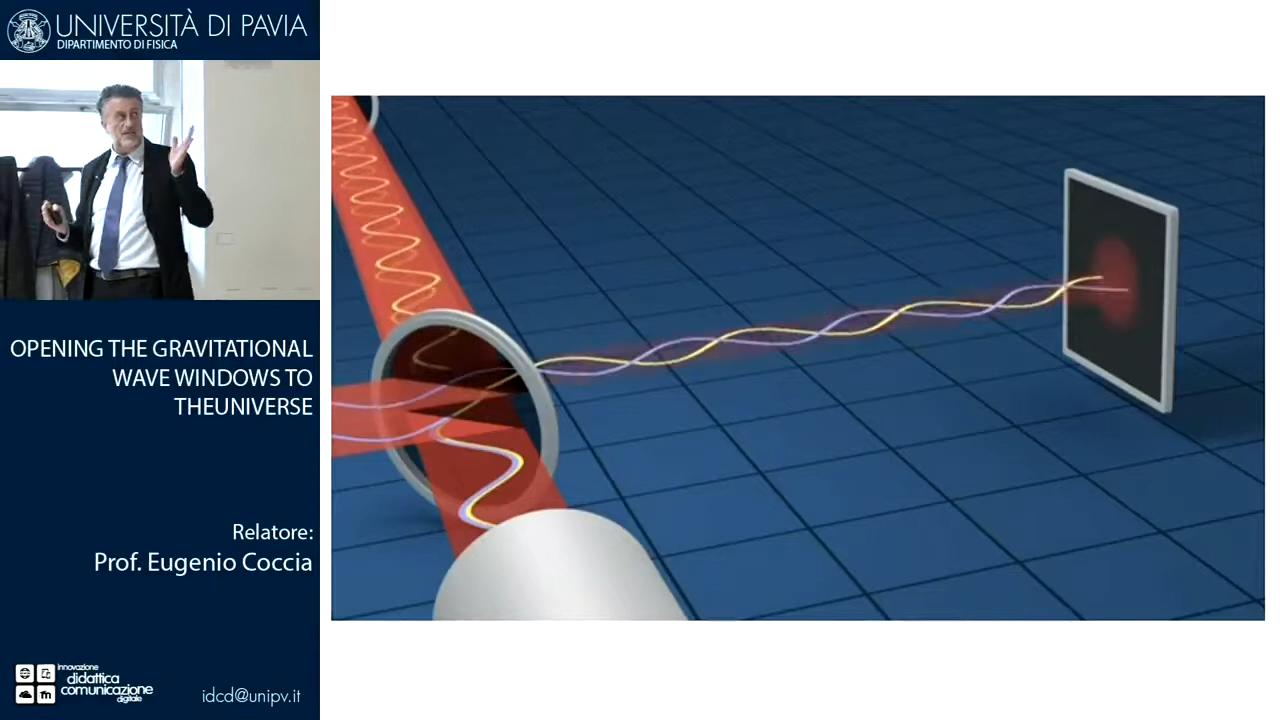 UNIVERSITÀ DI PAVIA
DIPARTIMENTO DI FISICA
OPENING THE GRAVITATIONAL
WAVE WINDOWS TO
THEUNIVERSE
Relatore:
Prof. Eugenio Coccia
innovazione
didattica
comunicazione
digitale
idcd@unipv.it